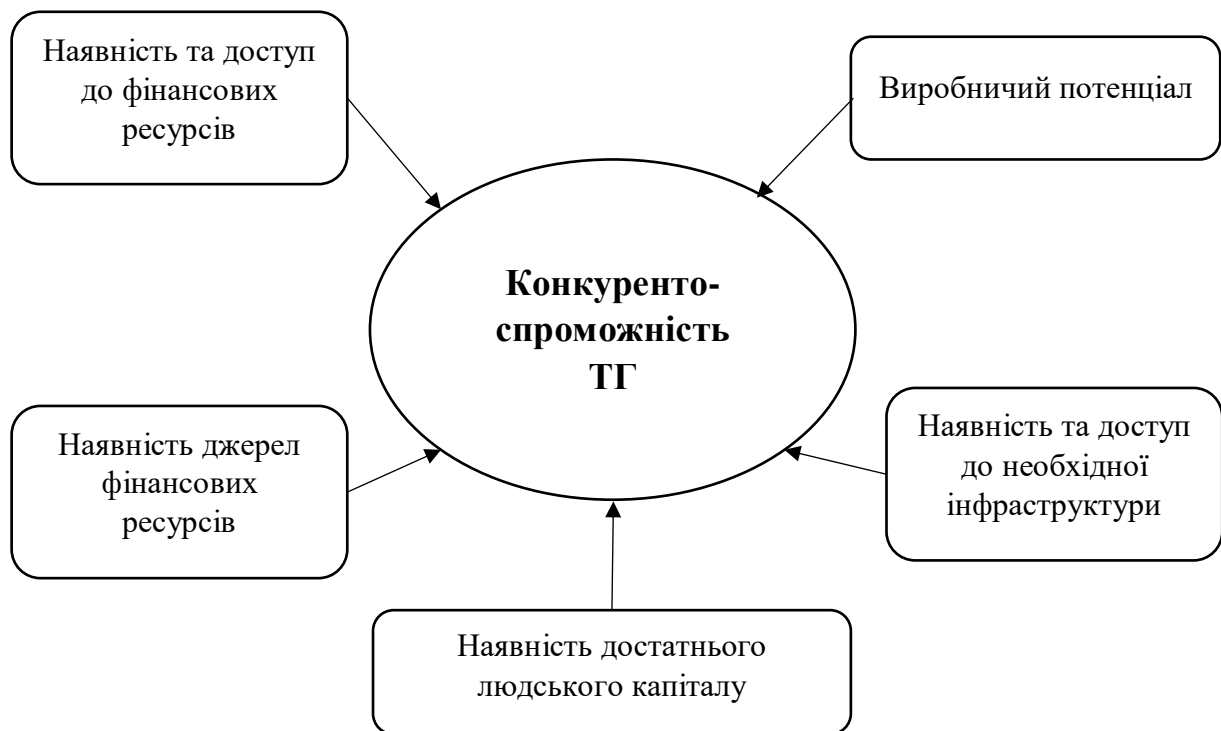 Наявність та доступ
до фінансових
ресурсів
Виробничий потенціал
Конкуренто-
спроможність
ТГ
Наявність джерел
фінансових
ресурсів
Наявність та доступ
до необхідної
інфраструктури
Наявність достатнього
людського капіталу